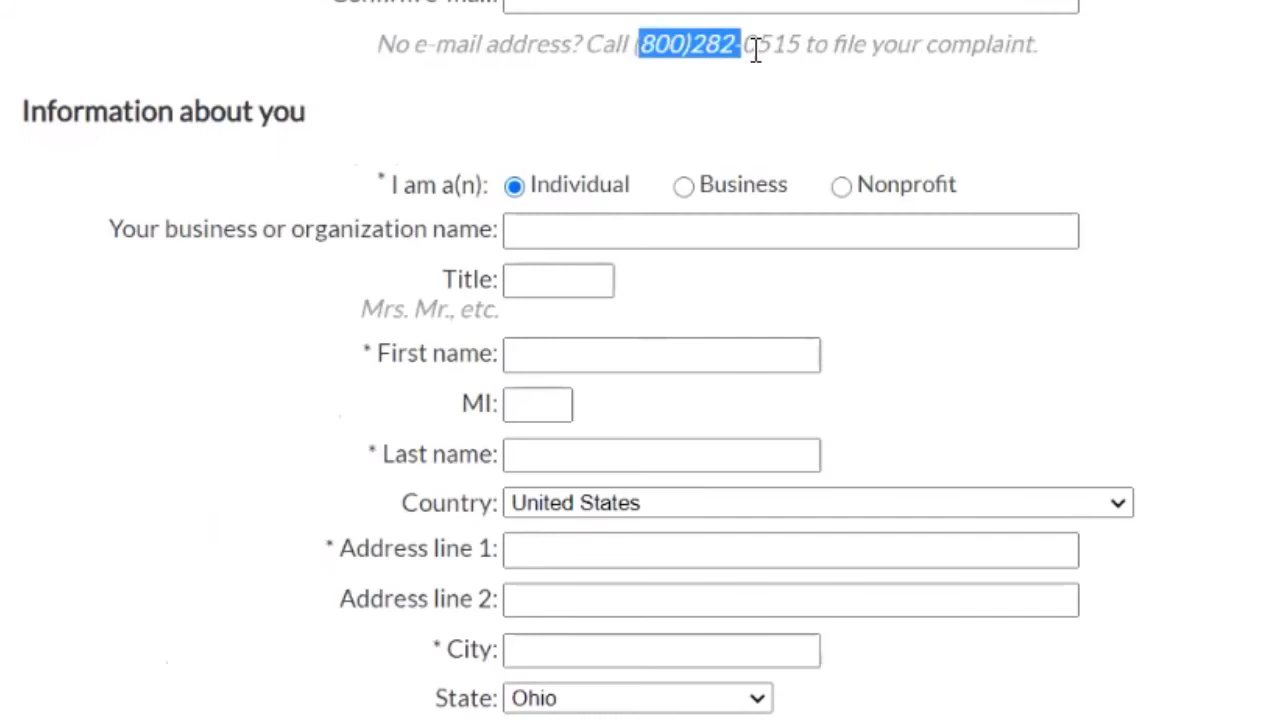 Confirm e-mail:
No e-mail address? Call (800)282-0515 to file your complaint.
Information about you
* I am a(n): Individual Business Nonprofit
Your business or organization name:
Title:
Mrs. Mr., etc.
* First name:
MI:
* Last name:
Country: United States
* Address line 1:
Address line 2:
* City:
State: Ohio